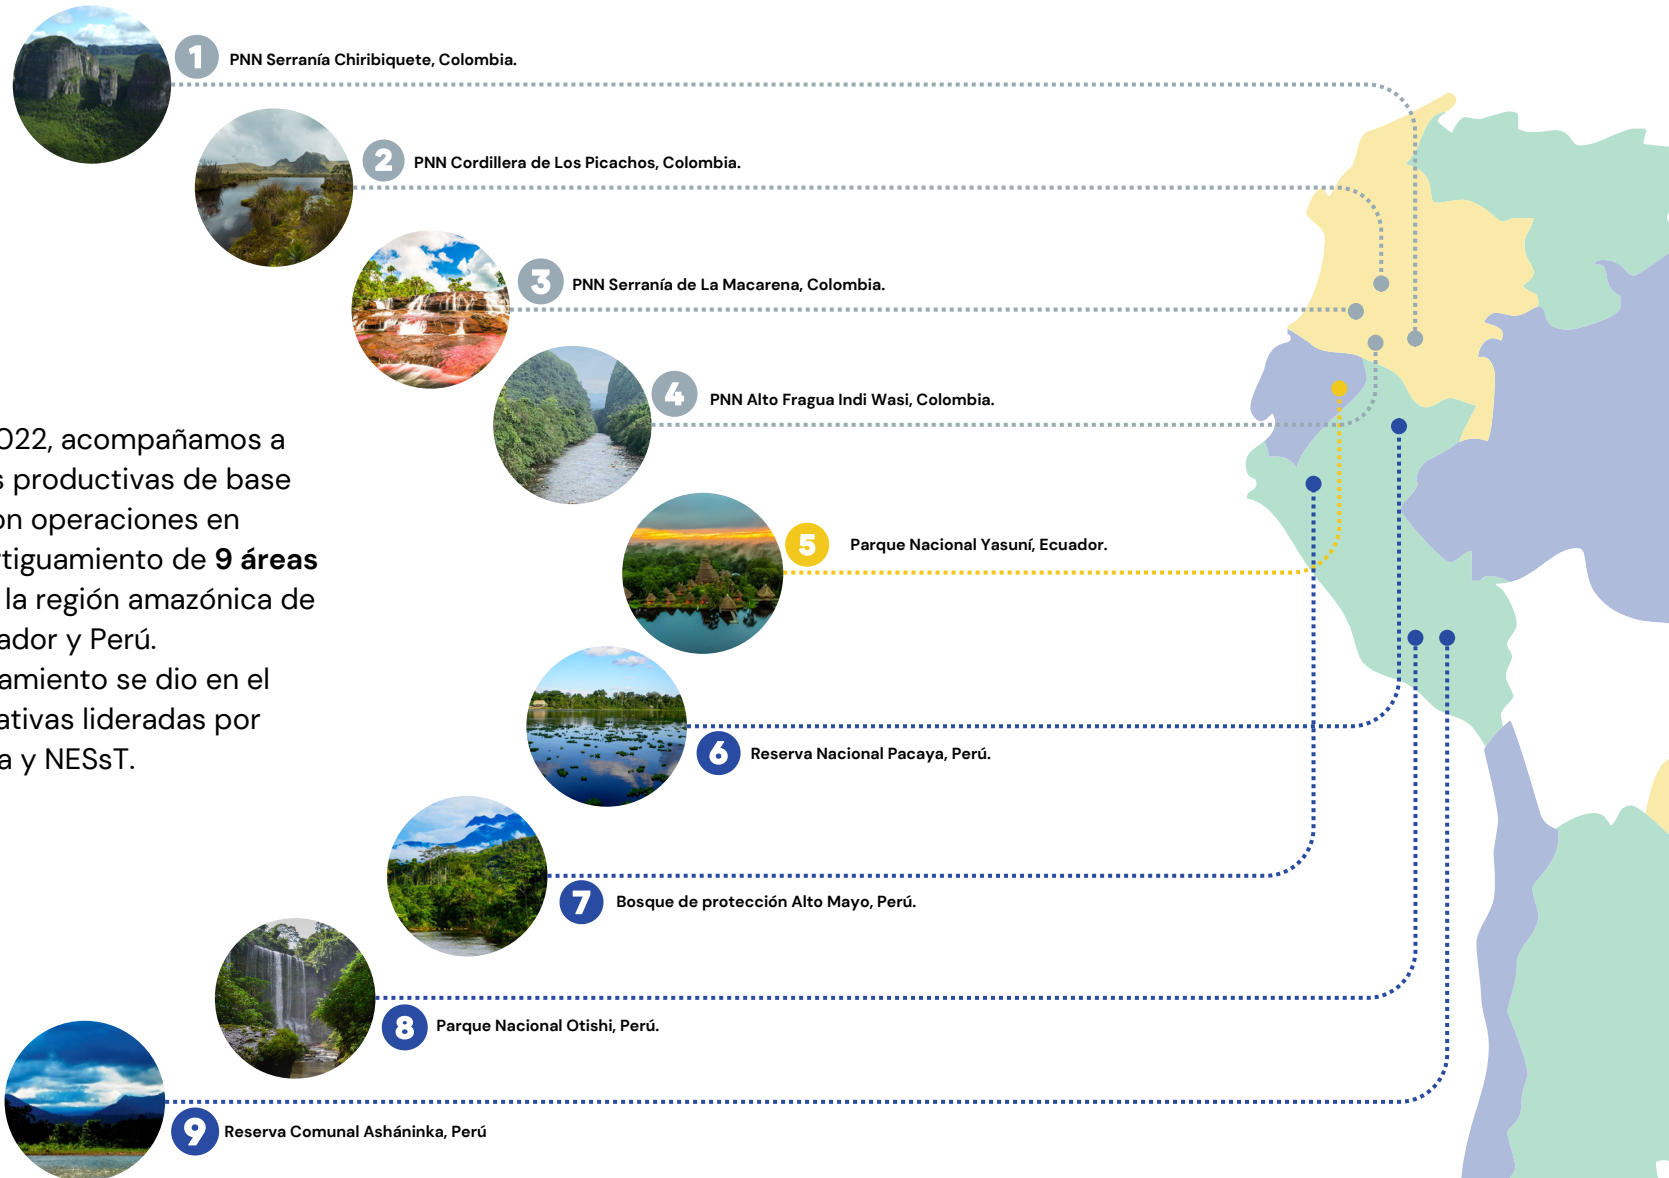 1
PNN Serranía Chiribiquete, Colombia.
2
PNN Cordillera de Los Picachos, Colombia.
3
PNN Serranía de La Macarena, Colombia.
4
PNN Alto Fragua Indi Wasi, Colombia.
022, acompañamos a
s productivas de base
on operaciones en
rtiguamiento de 9 áreas
la región amazónica de
ador y Perú.
amiento se dio en el
ativas lideradas por
a y NESsT.
5
Parque Nacional Yasuní, Ecuador.
6
Reserva Nacional Pacaya, Perú.
7
Bosque de protección Alto Mayo, Perú.
8
Parque Nacional Otishi, Perú.
9
Reserva Comunal Asháninka, Perú